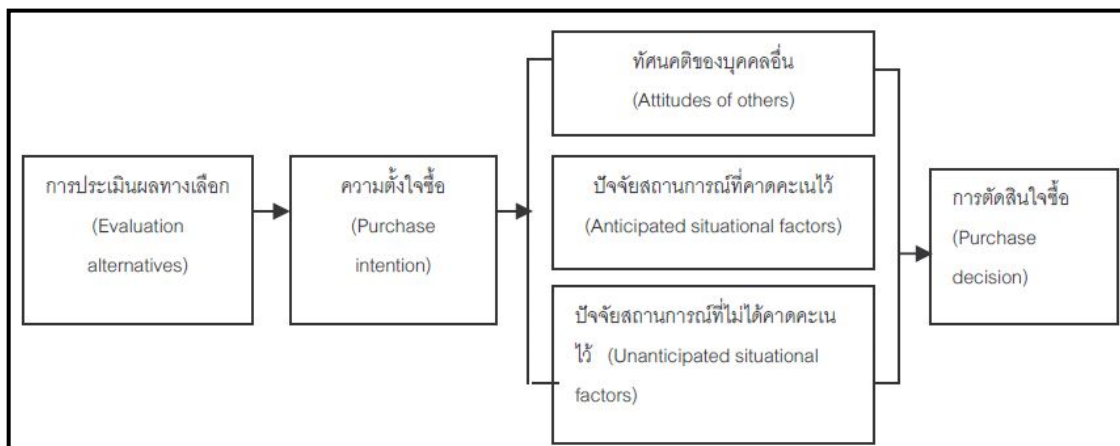 การประเมินผลทางเลือก
(Evaluation
alternatives)
ความตั้งใจซื้อ
(Purchase
intention)
ทัศนคติของบุคคลอื่น
(Attitudes of others)
ปัจจัยสถานการณ์ที่คาดคะเนไว้
(Anticipated situational factors)
ปัจจัยสถานการณ์ที่ไม่ได้คาดคะเน
ไว้ (Unanticipated situational
factors)
การตัดสินใจซื้อ
(Purchase
decision)